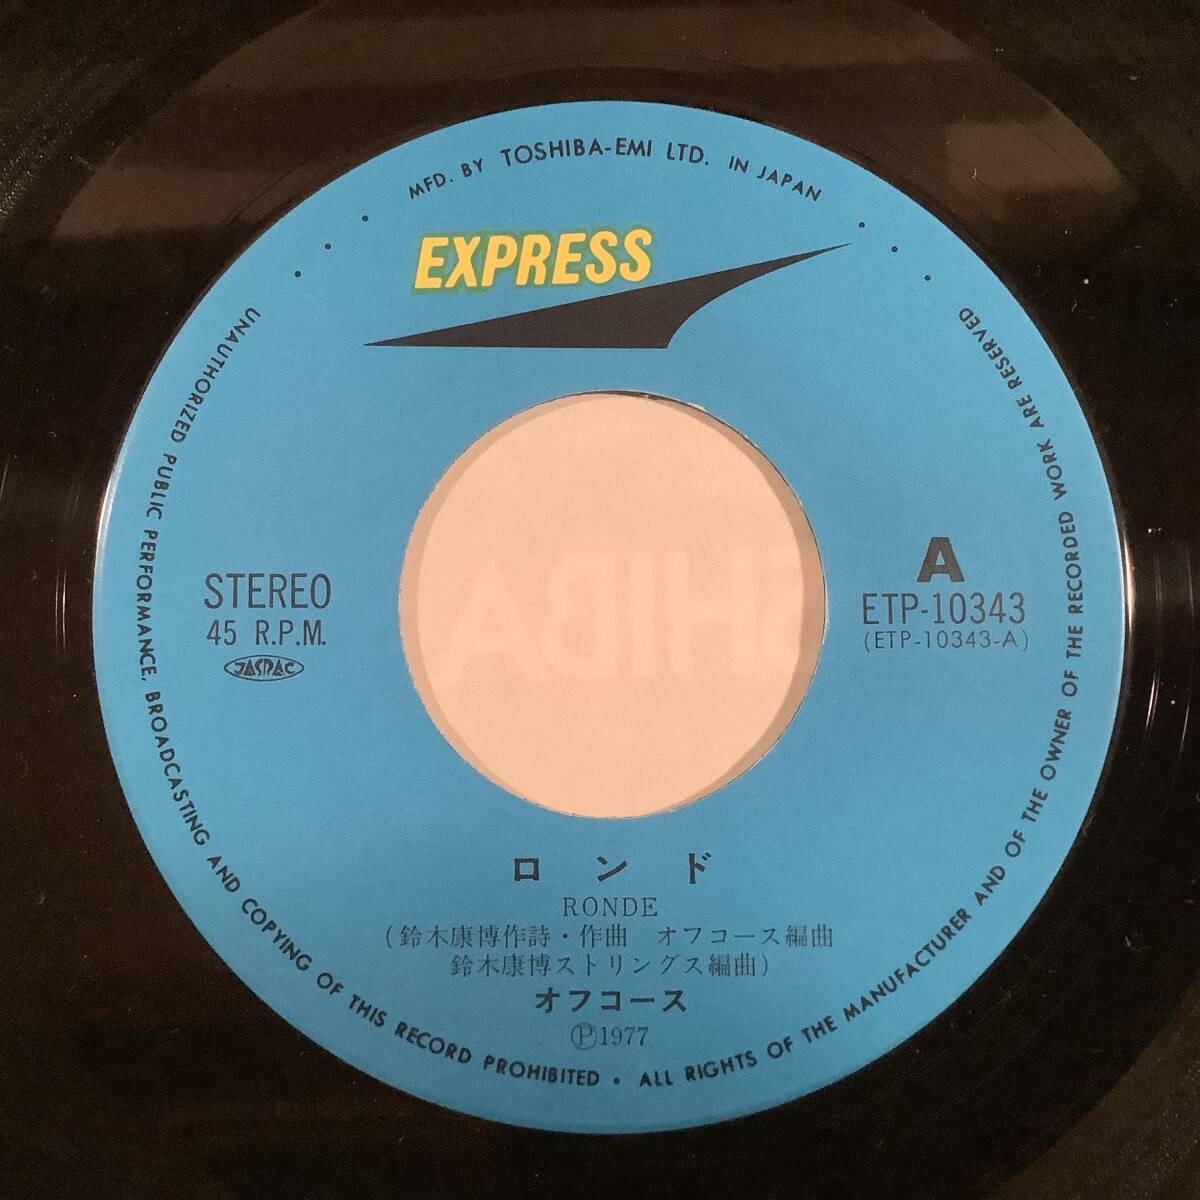 MFD. BY TOSHIBA-EMI LTD. IN JAPAN
EXPRESS
STEREO
45 R.P.M.
JASRAC
A
ETP-10343
(ETP-10343-A)
SHIBA
ロンド
RONDE
(鈴木康博作詩・作曲 オフコース編曲
鈴木康博ストリングス編曲)
オフコース
Ⓟ1977
UNAUTHORIZED PUBLIC PERFORMANCE, BROADCASTING AND COPYING OF THIS RECORD PROHIBITED • ALL RIGHTS OF THE MANUFACTURER AND OF THE OWNER OF THE RECORDED WORK ARE RESERVED